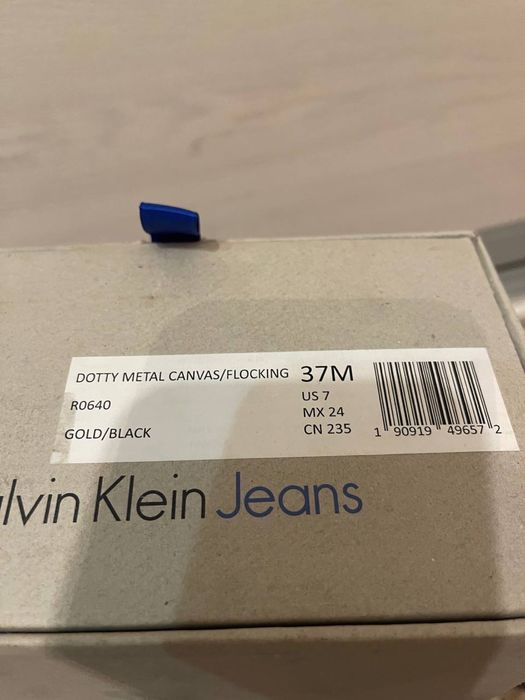 DOTTY METAL CANVAS/FLOCKING 37M
R0640 US 7
MX 24
GOLD/BLACK CN 235
1 90919 49657 2
alvin Klein Jeans